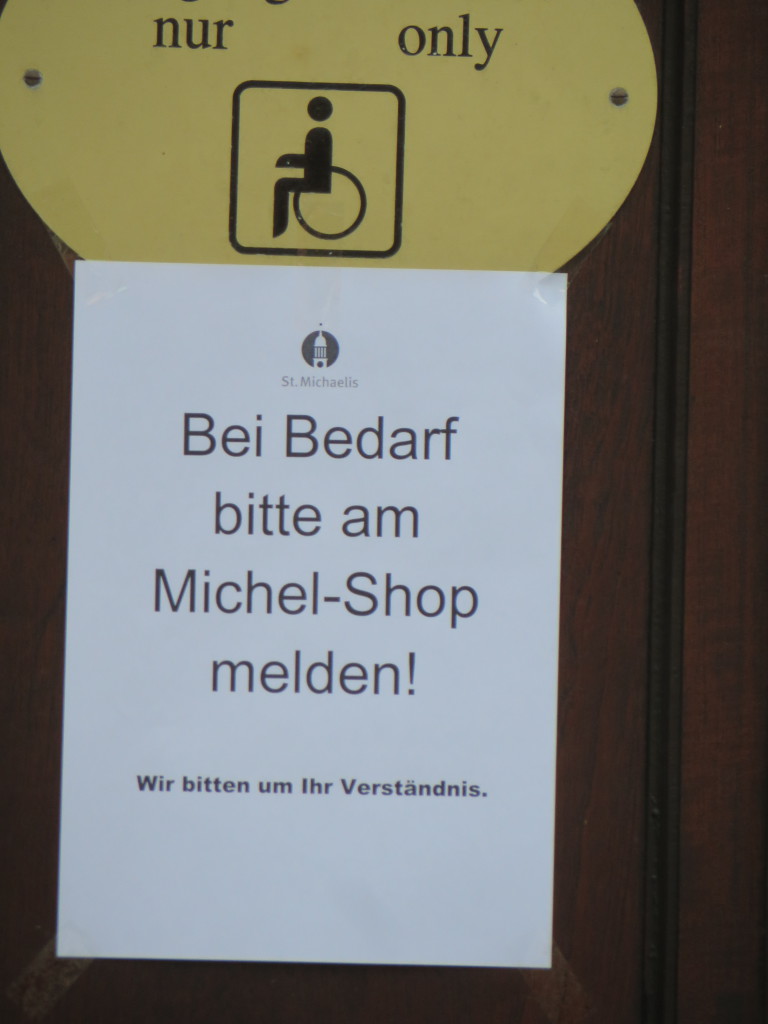 nur only
St. Michaelis
Bei Bedarf
bitte am
Michel-Shop
melden!
Wir bitten um Ihr Verständnis.